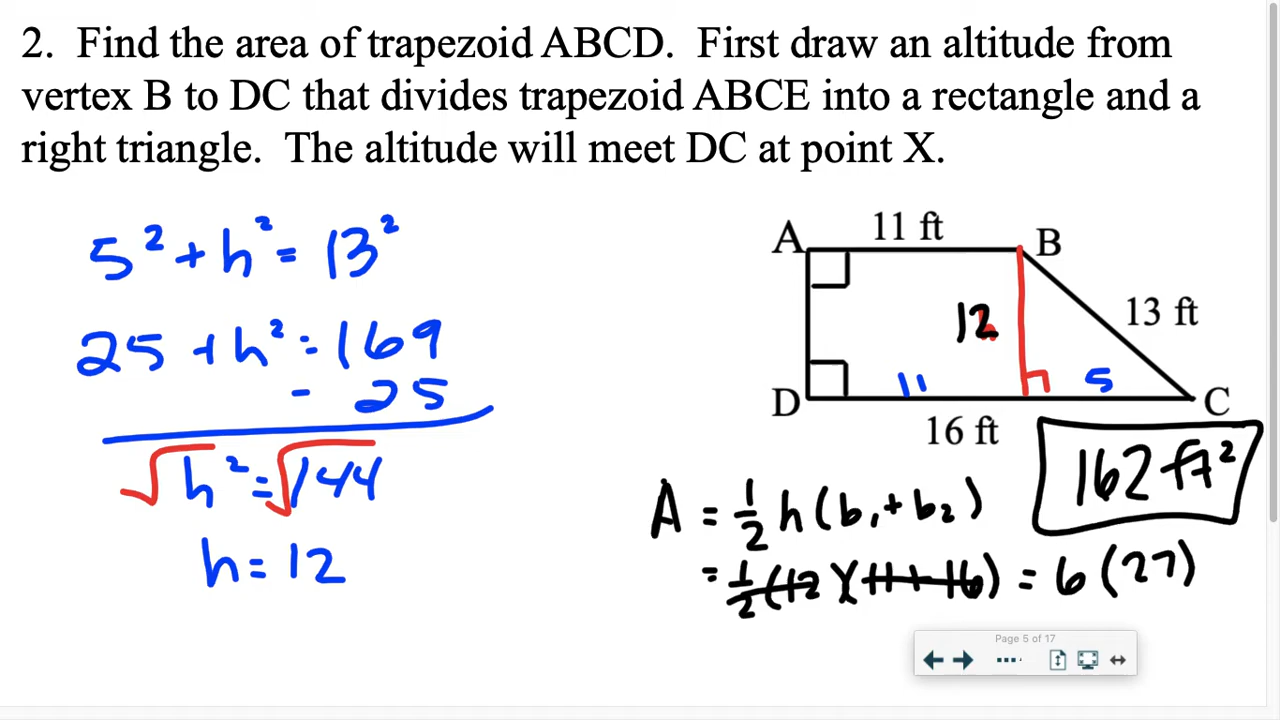 2. Find the area of trapezoid ABCD. First draw an altitude from
vertex B to DC that divides trapezoid ABCE into a rectangle and a
right triangle. The altitude will meet DC at point X.
5² + h² = 13²
25 + h² = 169
- 25
√h² = √144
h = 12
A
11 ft
B
12
13 ft
D
11
5
C
16 ft
162 ft²
A = ½ h(b₁ + b₂)
= ½(12)(11 + 16) = 6(27)
Page 5 of 17